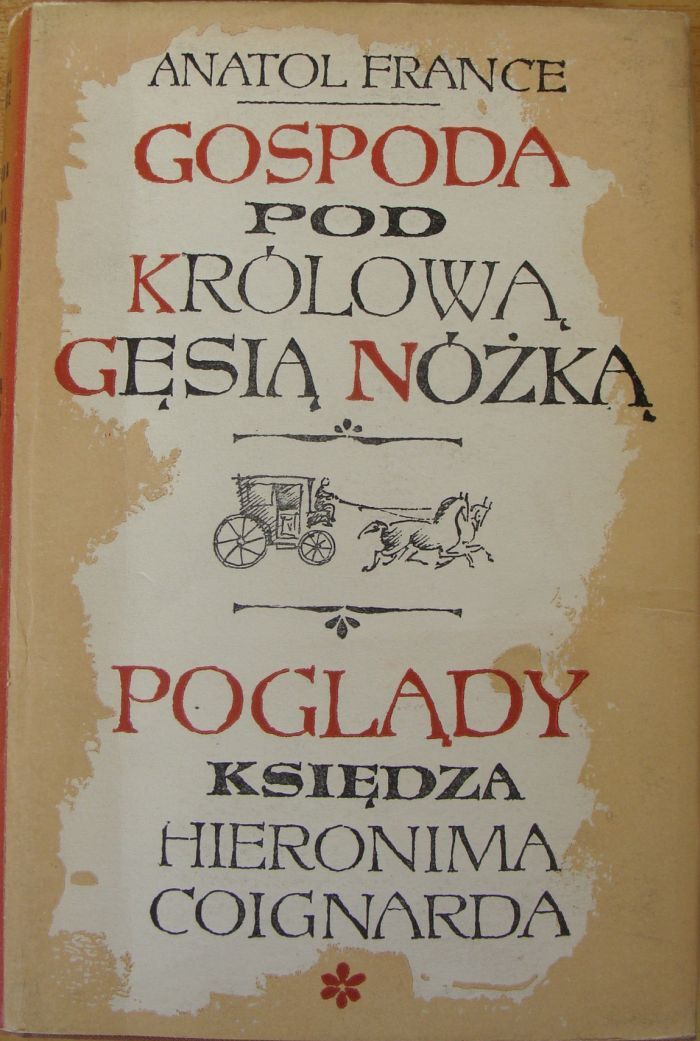 ANATOL FRANCE
GOSPODA
POD
KRÓLOWĄ
GĘSIĄ NÓŻKĄ
POGLĄDY
KSIĘDZA
HIERONIMA
COIGNARDA